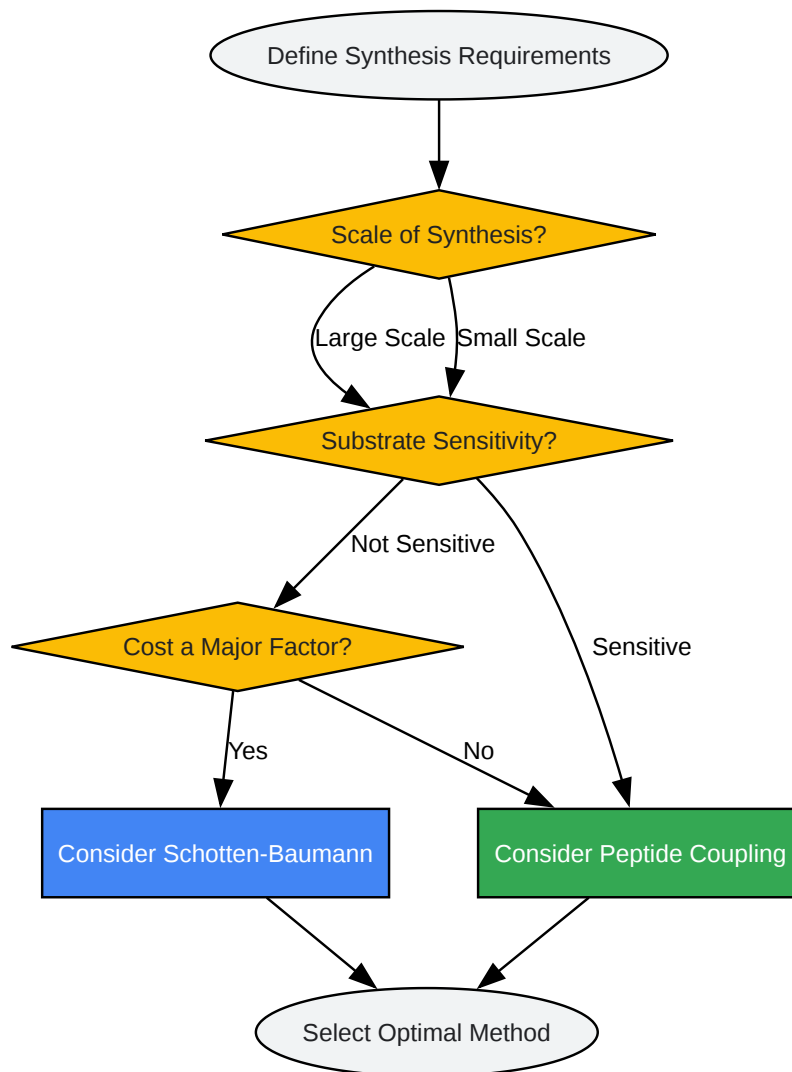 Define Synthesis Requirements
Scale of Synthesis?
Large Scale
Small Scale
Substrate Sensitivity?
Not Sensitive
Cost a Major Factor?
Sensitive
Yes
No
Consider Schotten-Baumann
Consider Peptide Coupling
Select Optimal Method